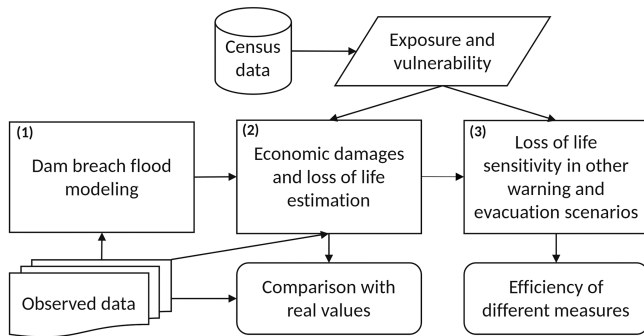 Census
data
Exposure and
vulnerability
(1)
Dam breach flood
modeling
(2)
Economic damages
and loss of life
estimation
(3)
Loss of life
sensitivity in other
warning and
evacuation scenarios
Observed data
Comparison with
real values
Efficiency of
different measures